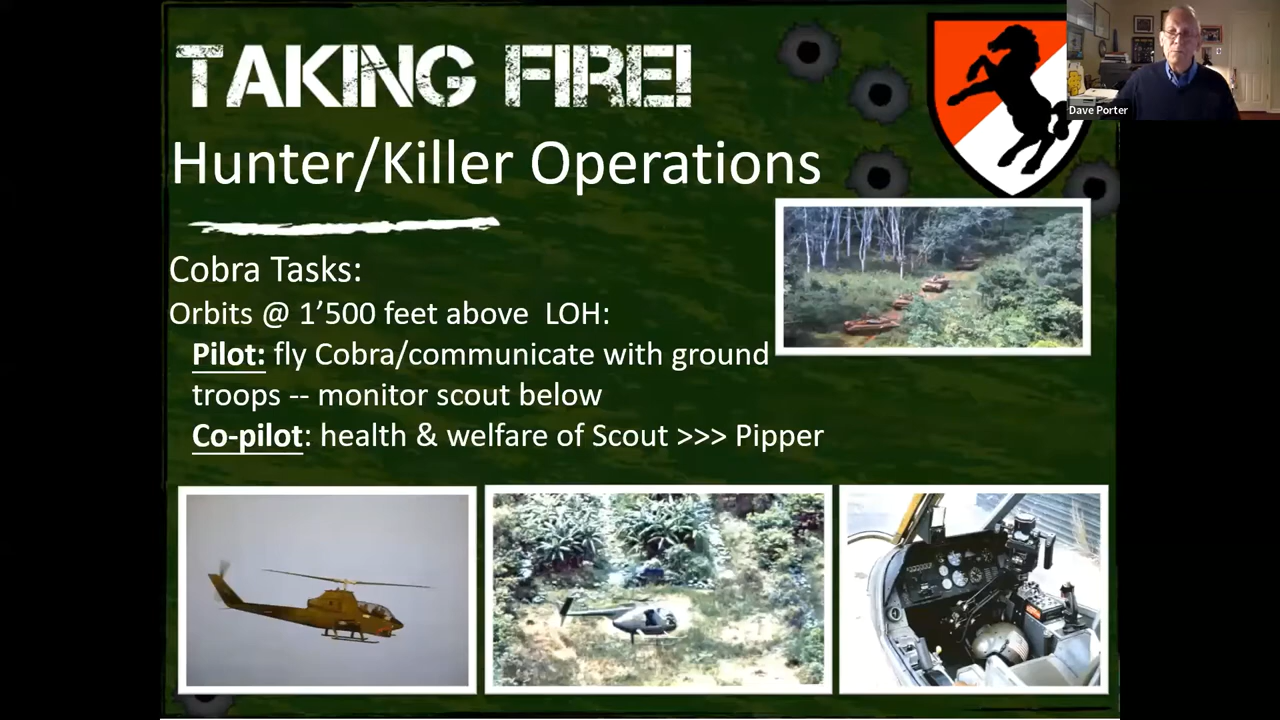 TAKING FIRE!
Dave Porter
Hunter/Killer Operations
Cobra Tasks:
Orbits @ 1’500 feet above  LOH:
Pilot: fly Cobra/communicate with ground
troops -- monitor scout below
Co-pilot: health & welfare of Scout >>> Pipper